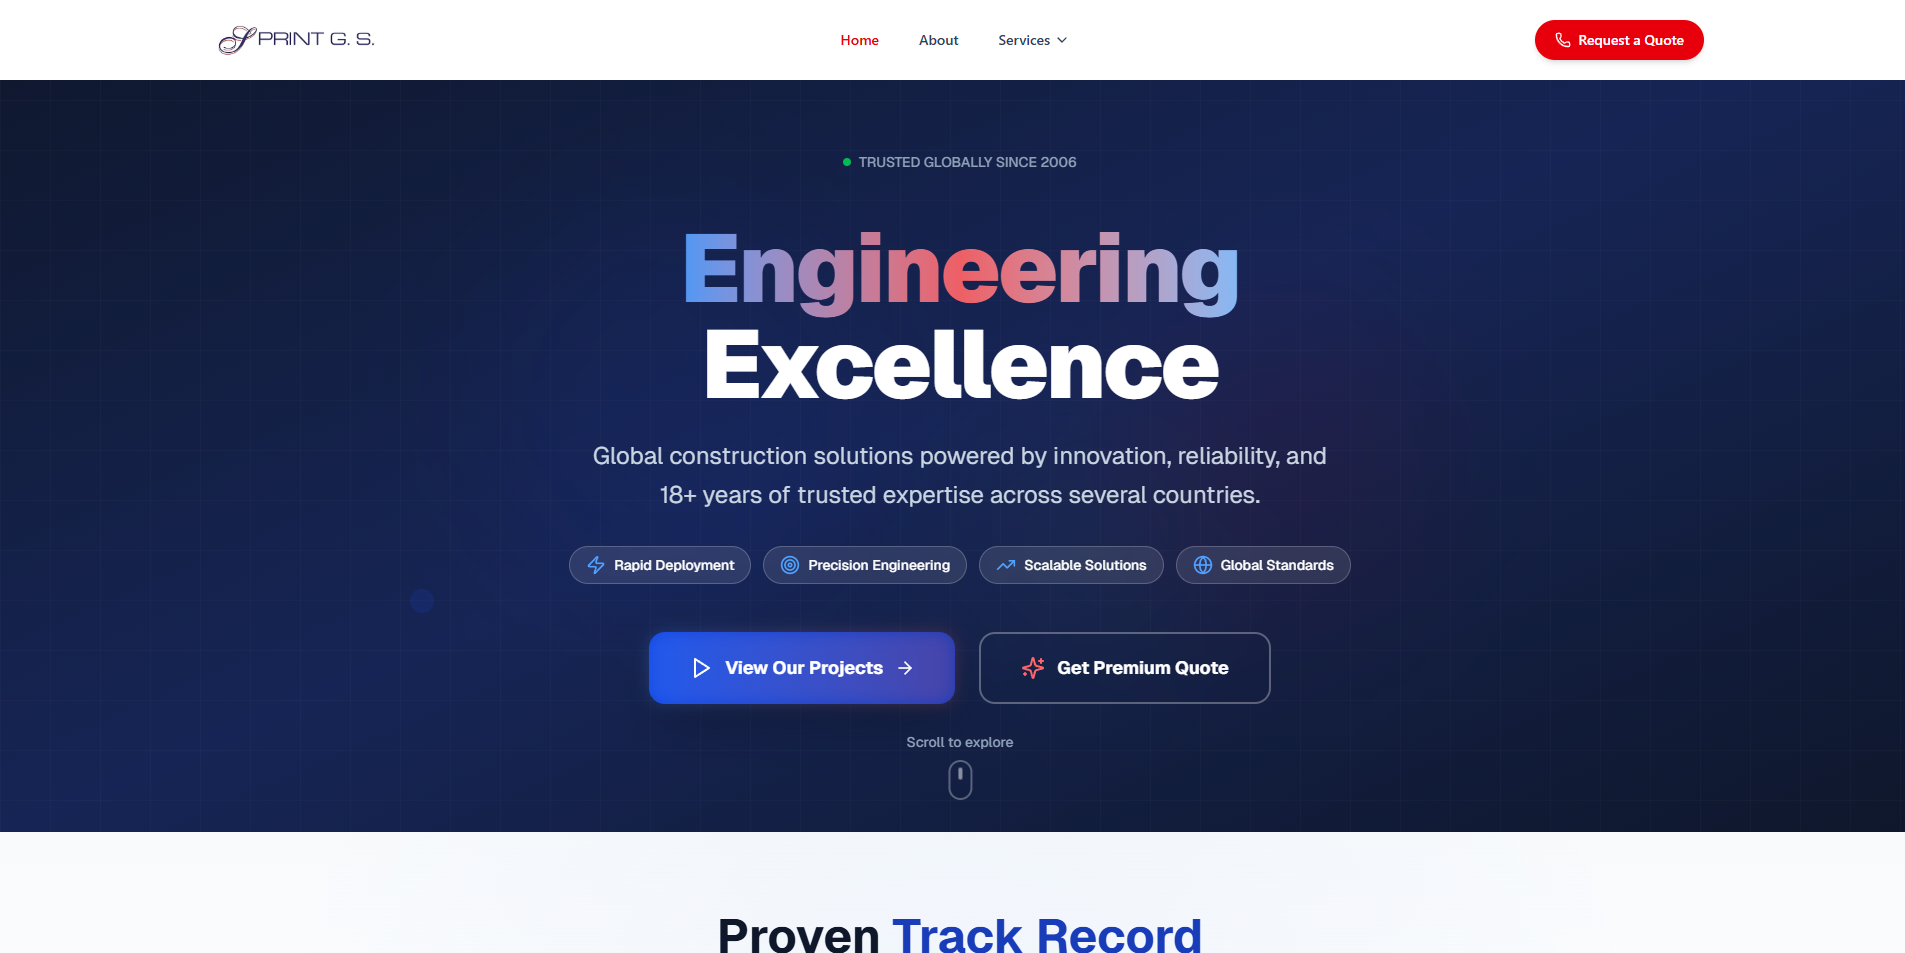 SPRINT G. S.
Home
About
Services
Request a Quote
TRUSTED GLOBALLY SINCE 2006
Engineering
Excellence
Global construction solutions powered by innovation, reliability, and
18+ years of trusted expertise across several countries.
Rapid Deployment
Precision Engineering
Scalable Solutions
Global Standards
View Our Projects
Get Premium Quote
Scroll to explore
Proven Track Record